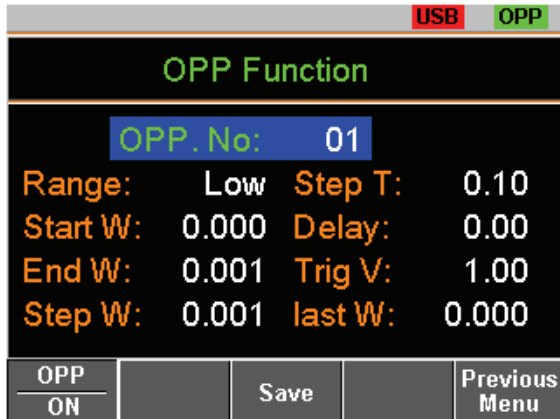 USB OPP
OPP Function
OPP. No: 01
Range: Low Step T: 0.10
Start W: 0.000 Delay: 0.00
End W: 0.001 Trig V: 1.00
Step W: 0.001 last W: 0.000
OPP
ON
Save
Previous
Menu